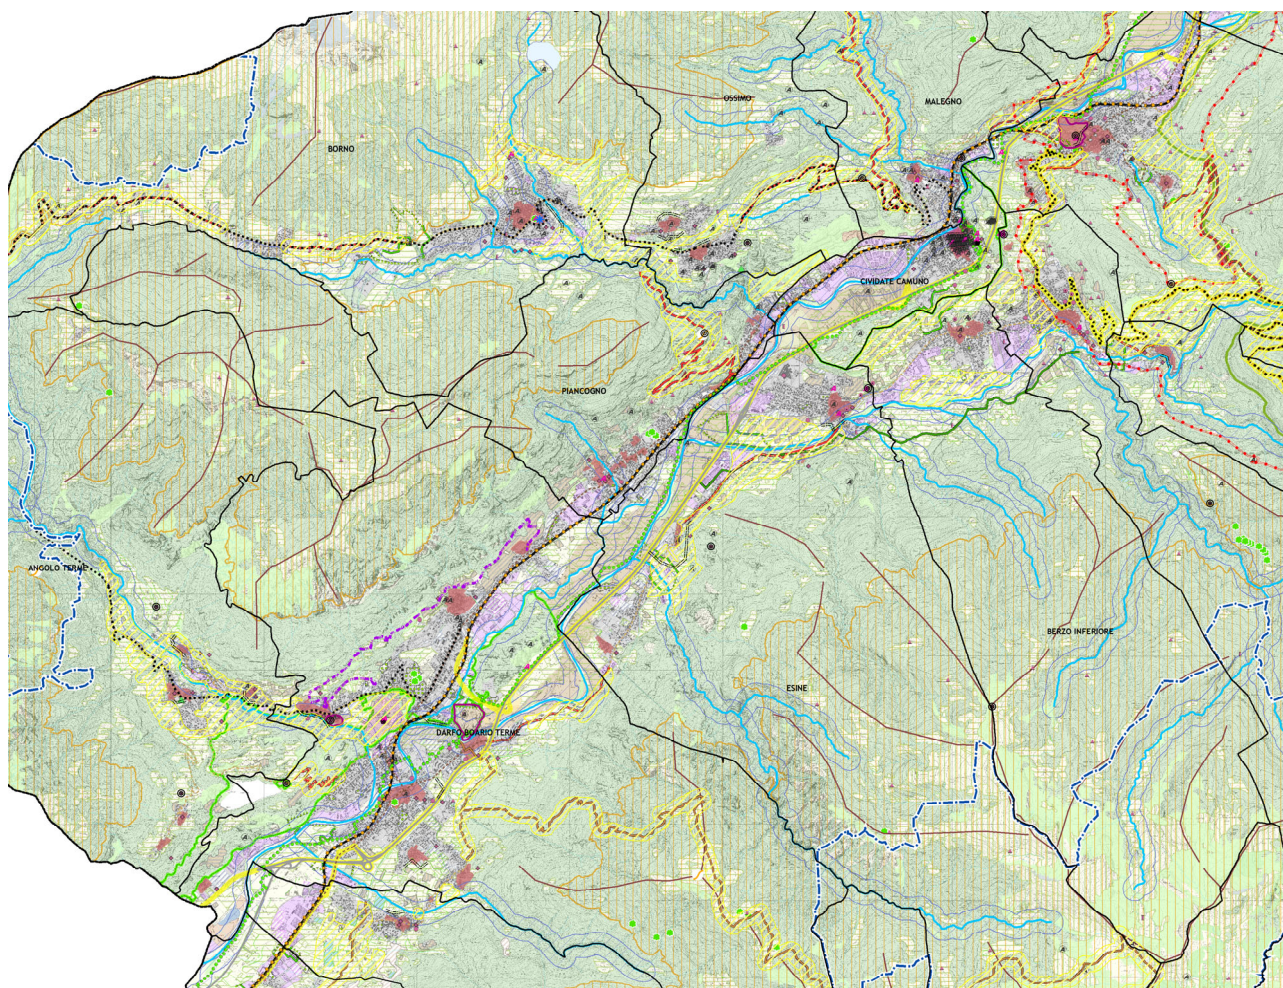 OSSIMO
MALEGNO
BORNO
CIVIDATE CAMUNO
PIANCOGNO
ANGOLO TERME
BERZO INFERIORE
ESINE
DARFO BOARIO TERME